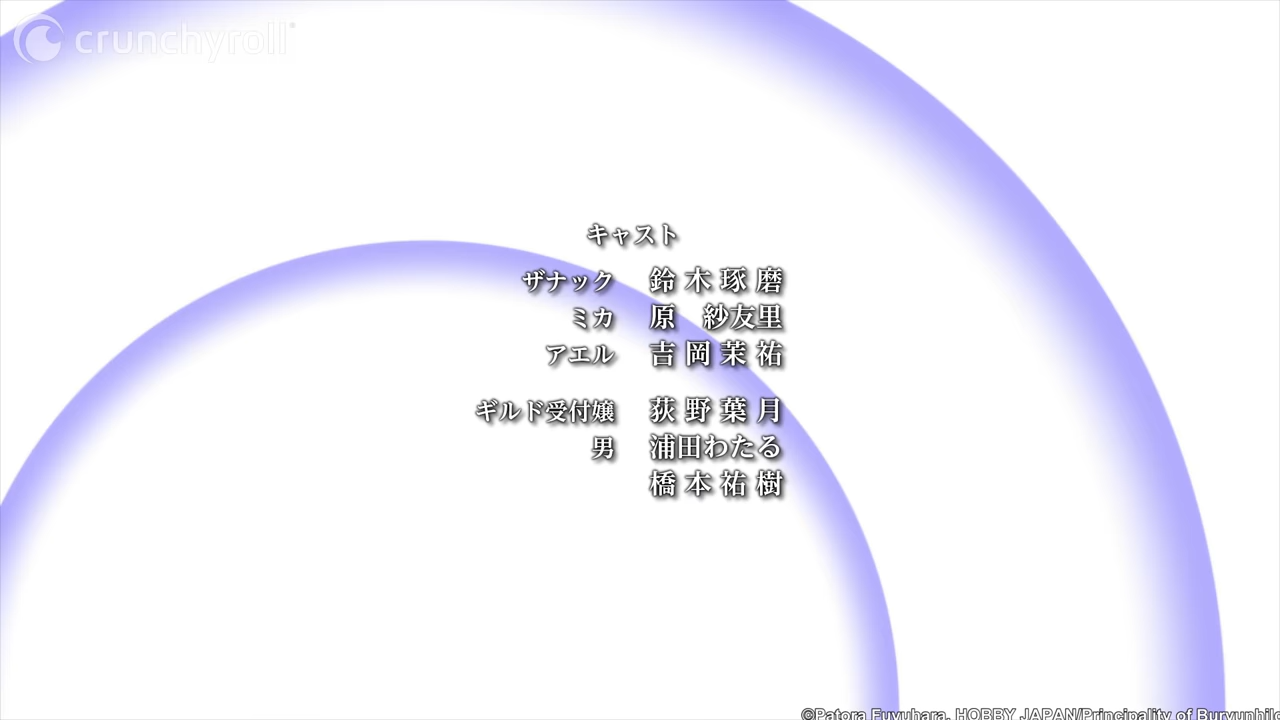 crunchyroll
キャスト
ザナック 鈴木琢磨
ミカ 原 紗友里
アエル 吉岡茉祐
ギルド受付嬢 荻野葉月
男 浦田わたる
橋本祐樹
©Patora Fuyuhara, HOBBY JAPAN/Principality of Buryunhild